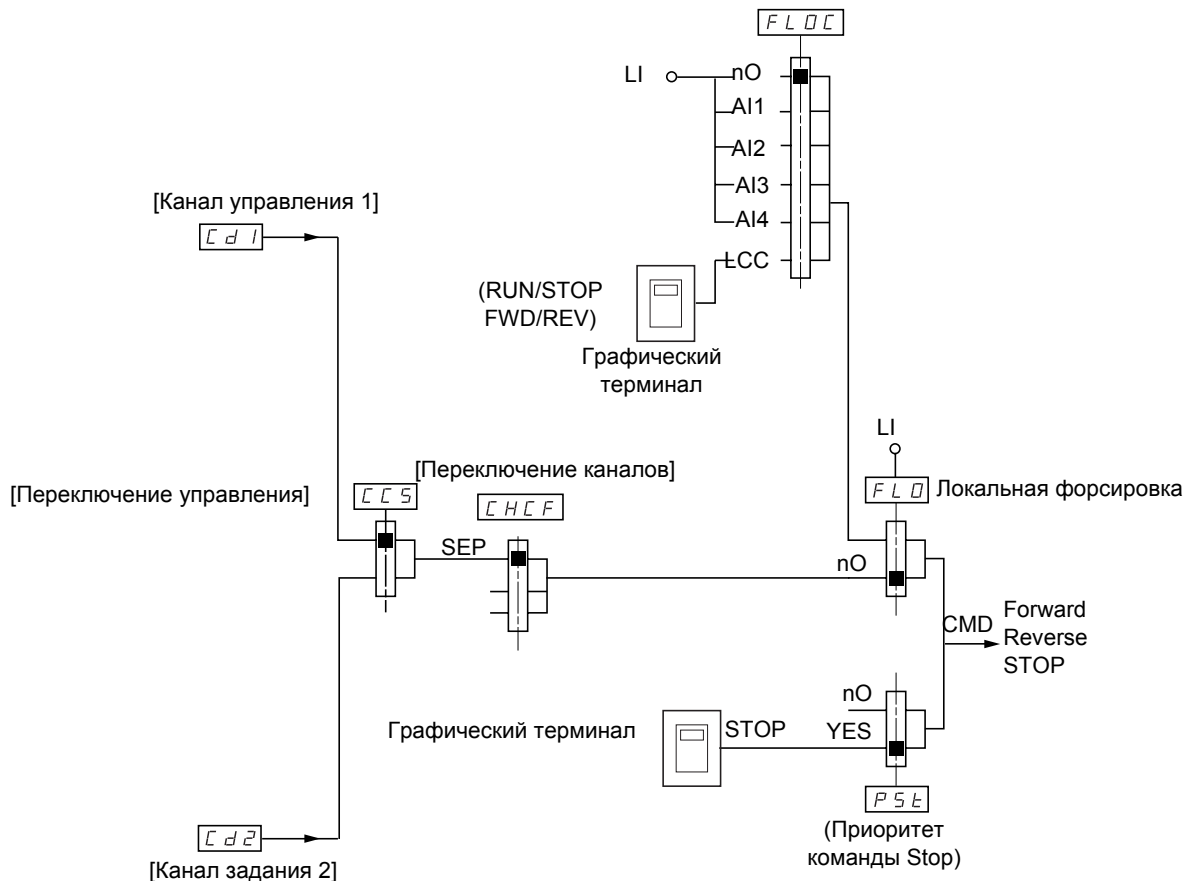 FLOC
LI
nO
AI1
AI2
AI3
AI4
LCC
[Канал управления 1]
Cd1
(RUN/STOP
FWD/REV)
Графический
терминал
LI
FLO
Локальная форсировка
[Переключение каналов]
[Переключение управления]
CCS
CHCF
SEP
nO
CMD
Forward
Reverse
STOP
nO
Графический терминал
STOP
YES
PSt
(Приоритет
команды Stop)
Cd2
[Канал задания 2]